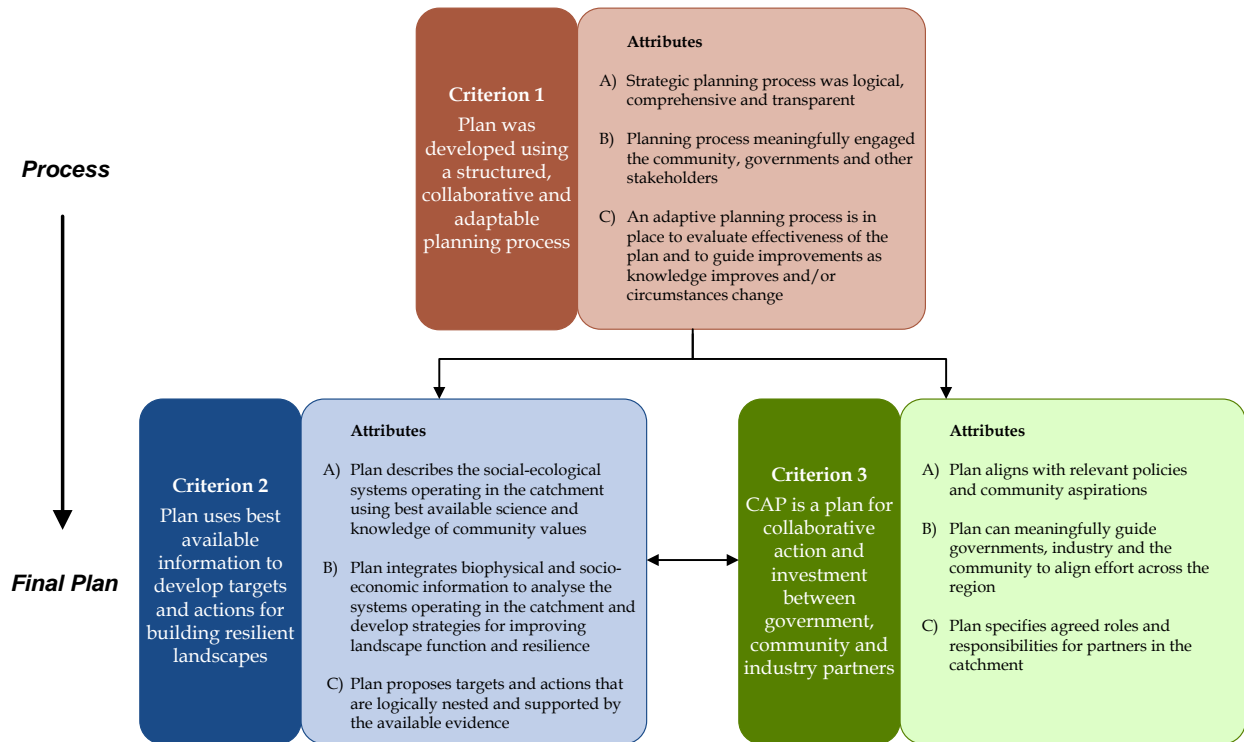 Process
Final Plan
Criterion 1
Plan was
developed using
a structured,
collaborative and
adaptable
planning process
Attributes
A) Strategic planning process was logical,
comprehensive and transparent
B) Planning process meaningfully engaged
the community, governments and other
stakeholders
C) An adaptive planning process is in
place to evaluate effectiveness of the
plan and to guide improvements as
knowledge improves and/or
circumstances change
Criterion 2
Plan uses best
available
information to
develop targets
and actions for
building resilient
landscapes
Attributes
A) Plan describes the social-ecological
systems operating in the catchment
using best available science and
knowledge of community values
B) Plan integrates biophysical and socio-
economic information to analyse the
systems operating in the catchment and
develop strategies for improving
landscape function and resilience
C) Plan proposes targets and actions that
are logically nested and supported by
the available evidence
Criterion 3
CAP is a plan for
collaborative
action and
investment
between
government,
community and
industry partners
Attributes
A) Plan aligns with relevant policies
and community aspirations
B) Plan can meaningfully guide
governments, industry and the
community to align effort across the
region
C) Plan specifies agreed roles and
responsibilities for partners in the
catchment